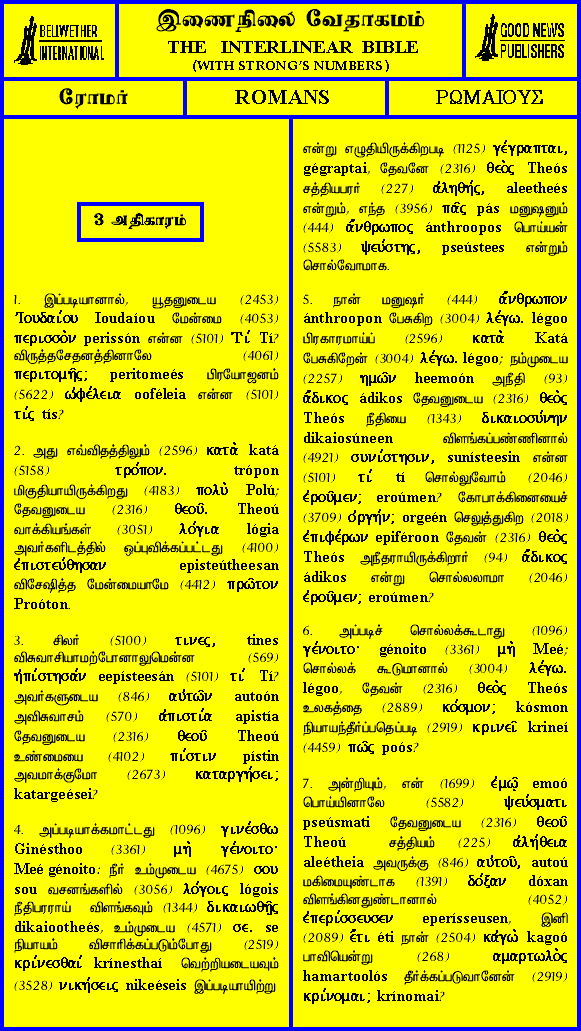 BELLWETHER
INTERNATIONAL
இணைநிலை வேதாகமம்
THE INTERLINEAR BIBLE
(WITH STRONG'S NUMBERS)
GOOD NEWS
PUBLISHERS
ரோமர்
ROMANS
ΡΩΜΑΙΟΥΣ
3 அதிகாரம்
1. இப்படியானால், யூதனுடைய (2453)
Ἰουδαίου Ioudaíou மேன்மை (4053)
περισσὸν perissón என்ன (5101) Τί Tí?
விருத்தசேதனத்தினாலே (4061)
περιτομῆς; peritomeés பிரயோஜனம்
(5622) ὠφέλεια ooféleia என்ன (5101)
τίς tís?
2. அது எவ்விதத்திலும் (2596) κατὰ katá
(5158) τρόπον. trópon
மிகுதியாயிருக்கிறது (4183) πολὺ Polú;
தேவனுடைய (2316) θεοῦ. Theoú
வாக்கியங்கள் (3051) λόγια lógia
அவர்களிடத்தில் ஒப்புவிக்கப்பட்டது (4100)
ἐπιστεύθησαν episteútheesan
விசேஷித்த மேன்மையாமே (4412) πρῶτον
Proóton.
3. சிலர் (5100) τινες, tines
விசுவாசியாமற்போனாலுமென்ன (569)
ἠπίστησάν eepísteesán (5101) τί Tí?
அவர்களுடைய (846) αὐτῶν autoón
அவிசுவாசம் (570) ἀπιστία apistía
தேவனுடைய (2316) θεοῦ Theoú
உண்மையை (4102) πίστιν pístin
அவமாக்குமோ (2673) καταργήσει;
katargeései?
4. அப்படியாக்கமாட்டது (1096) γινέσθω
Ginésthoo (3361) μὴ γένοιτο·
Meé génoito; நீர் உம்முடைய (4675) σου
sou வசனங்களில் (3056) λόγοις lógois
நீதிபரராய் விளங்கவும் (1344) δικαιωθῇς
dikaiootheés, உம்முடைய (4571) σε. se
நியாயம் விசாரிக்கப்படும்போது (2519)
κρίνεσθαί krínesthaí வெற்றியடையவும்
(3528) νικήσεις nikeéseis இப்படியாயிற்று
என்று எழுதியிருக்கிறபடி (1125) γέγραπται,
gégraptai, தேவனே (2316) θεὸς Theós
சத்தியபரர் (227) ἀληθής, aleetheés
என்றும், எந்த (3956) πᾶς pás மனுஷனும்
(444) ἄνθρωπος ánthroopos பொய்யன்
(5583) ψεύστης, pseústees என்றும்
சொல்வோமாக.
5. நான் மனுஷர் (444) ἄνθρωπον
ánthroopon பேசுகிற (3004) λέγω. légoo
பிரகாரமாய்ப் (2596) κατὰ Katá
பேசுகிறேன் (3004) λέγω. légoo; நம்முடைய
(2257) ἡμῶν heemoón அநீதி (93)
ἄδικος ádikos தேவனுடைய (2316) θεὸς
Theós நீதியை (1343) δικαιοσύνην
dikaiosúneen விளங்கப்பண்ணினால்
(4921) συνίστησιν, sunísteesin என்ன
(5101) τί tí சொல்லுவோம் (2046)
ἐροῦμεν; eroúmen? கோபாக்கினையைச்
(3709) ὀργήν; orgeén செலுத்துகிற (2018)
ἐπιφέρων epiféroon தேவன் (2316) θεὸς
Theós அநீதராயிருக்கிறார் (94) ἄδικος
ádikos என்று சொல்லலாமா (2046)
ἐροῦμεν; eroúmen?
6. அப்படிச் சொல்லக்கூடாது (1096)
γένοιτο· génoito (3361) μὴ Meé;
சொல்லக் கூடுமானால் (3004) λέγω.
légoo, தேவன் (2316) θεὸς Theós
உலகத்தை (2889) κόσμον; kósmon
நியாயந்தீர்ப்பதெப்படி (2919) κρινεῖ krineí
(4459) πῶς poós?
7. அன்றியும், என் (1699) ἐμῷ emoó
பொய்யினாலே (5582) ψεύσματι
pseúsmati தேவனுடைய (2316) θεοῦ
Theoú சத்தியம் (225) ἀλήθεια
aleétheia அவருக்கு (846) αὐτοῦ, autoú
மகிமையுண்டாக (1391) δόξαν dóxan
விளங்கினதுண்டானால் (4052)
ἐπερίσσευσεν eperísseusen, இனி
(2089) ἔτι éti நான் (2504) κἀγὼ kagoó
பாவியென்று (268) αμαρτωλὸς
hamartoolós தீர்க்கப்படுவானேன் (2919)
κρίνομαι; krínomai?